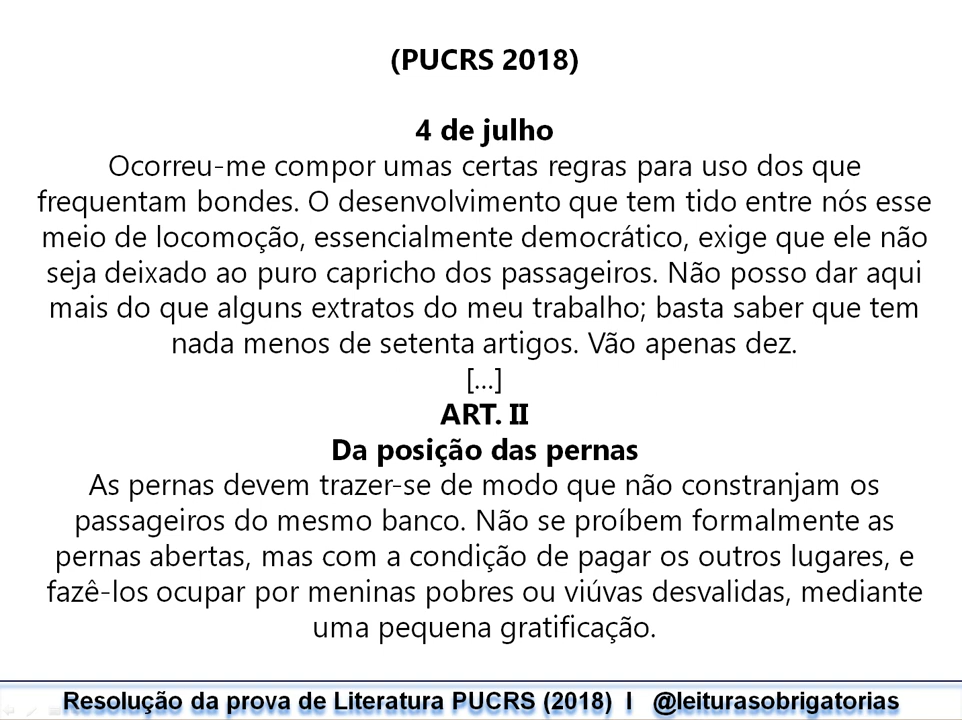 (PUCRS 2018)
4 de julho
Ocorreu-me compor umas certas regras para uso dos que
frequentam bondes. O desenvolvimento que tem tido entre nós esse
meio de locomoção, essencialmente democrático, exige que ele não
seja deixado ao puro capricho dos passageiros. Não posso dar aqui
mais do que alguns extratos do meu trabalho; basta saber que tem
nada menos de setenta artigos. Vão apenas dez.
[...]
ART. II
Da posição das pernas
As pernas devem trazer-se de modo que não constranjam os
passageiros do mesmo banco. Não se proíbem formalmente as
pernas abertas, mas com a condição de pagar os outros lugares, e
fazê-los ocupar por meninas pobres ou viúvas desvalidas, mediante
uma pequena gratificação.
Resolução da prova de Literatura PUCRS (2018) I @leiturasobrigatorias